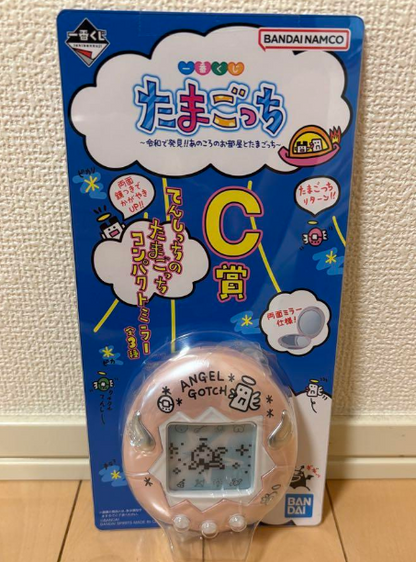 一番くじ
BANDAI NAMCO
一番くじ
たまごっち
～令和で発見!!あのころのお部屋とたまごっち～
両面
鏡つきで
かがやき
UP!!
たまごっち
リターン!!
C賞
てんしっちの
たまごっち
コンパクトミラー
全3種
両面ミラー
仕様!
ANGEL
GOTCH
BAN
DAI